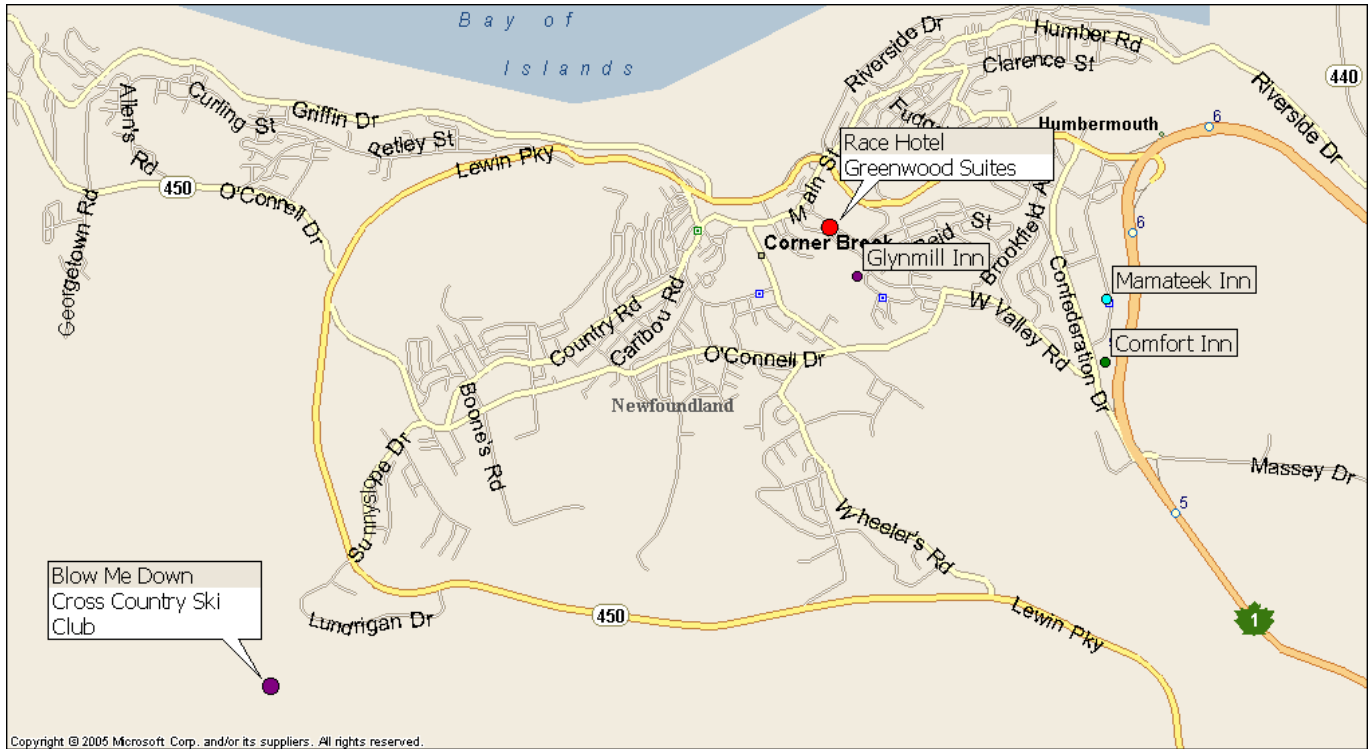 Bay of
Islands
Riverside Dr
Humber Rd
Clarence St
440
Riverside Dr
Allen's Rd
Curling St
Griffin Dr
Petley St
Lewin Pky
Humbermouth
6
Race Hotel
Greenwood Suites
Main St
450
O'Connell Dr
Georgetown Rd
Corner Brook
Reid St
Brookfield A
6
Glynmill Inn
Mamateek Inn
W Valley Rd
Confederation Dr
Comfort Inn
Country Rd
Caribou Rd
O'Connell Dr
Boone's Rd
Newfoundland
Sunnyslope Dr
Massey Dr
5
Wheeler's Rd
Blow Me Down
Cross Country Ski
Club
Lundrigan Dr
450
Lewin Pky
1
Copyright © 2005 Microsoft Corp. and/or its suppliers. All rights reserved.